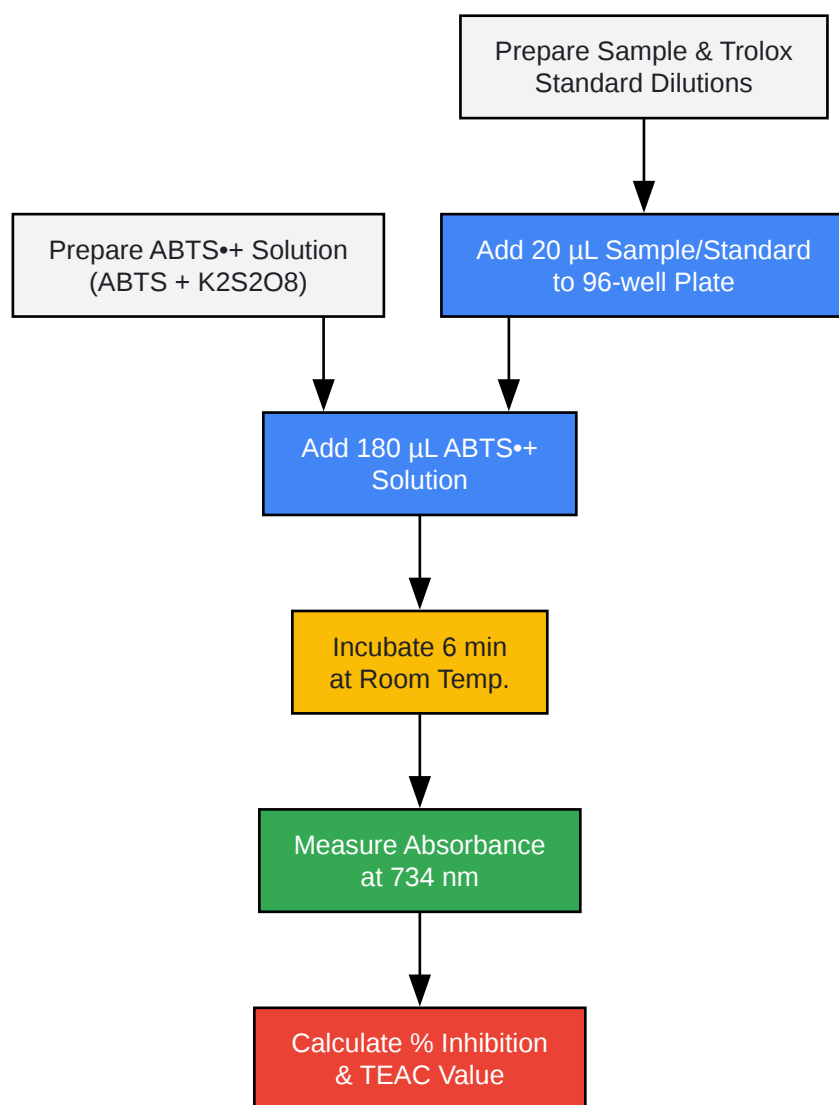 Prepare Sample & Trolox
Standard Dilutions
Prepare ABTS•+ Solution
(ABTS + K2S2O8)
Add 20 µL Sample/Standard
to 96-well Plate
Add 180 µL ABTS•+
Solution
Incubate 6 min
at Room Temp.
Measure Absorbance
at 734 nm
Calculate % Inhibition
& TEAC Value